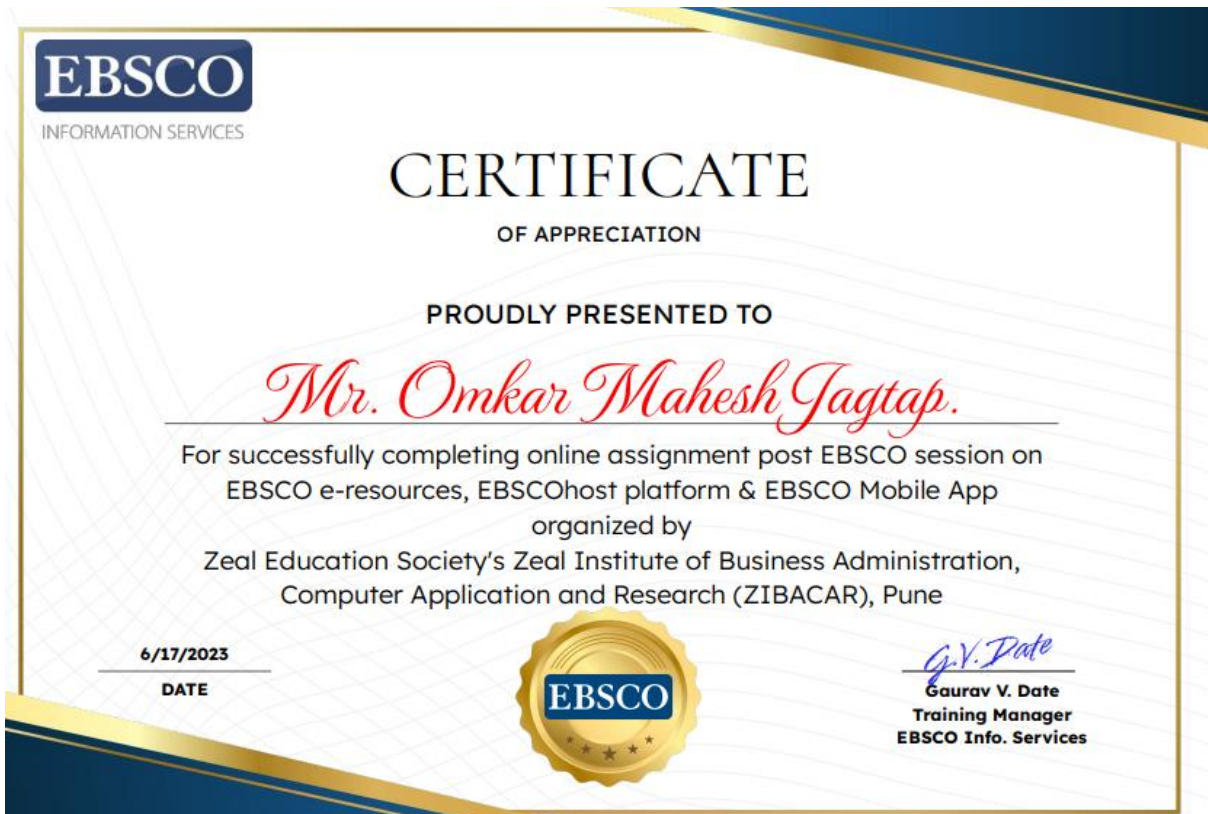 EBSCO
INFORMATION SERVICES
CERTIFICATE
OF APPRECIATION
PROUDLY PRESENTED TO
Mr. Omkar Mahesh Jagtap.
For successfully completing online assignment post EBSCO session on
EBSCO e-resources, EBSCOhost platform & EBSCO Mobile App
organized by
Zeal Education Society's Zeal Institute of Business Administration,
Computer Application and Research (ZIBACAR), Pune
6/17/2023
DATE
EBSCO
G.V. Date
Gaurav V. Date
Training Manager
EBSCO Info. Services